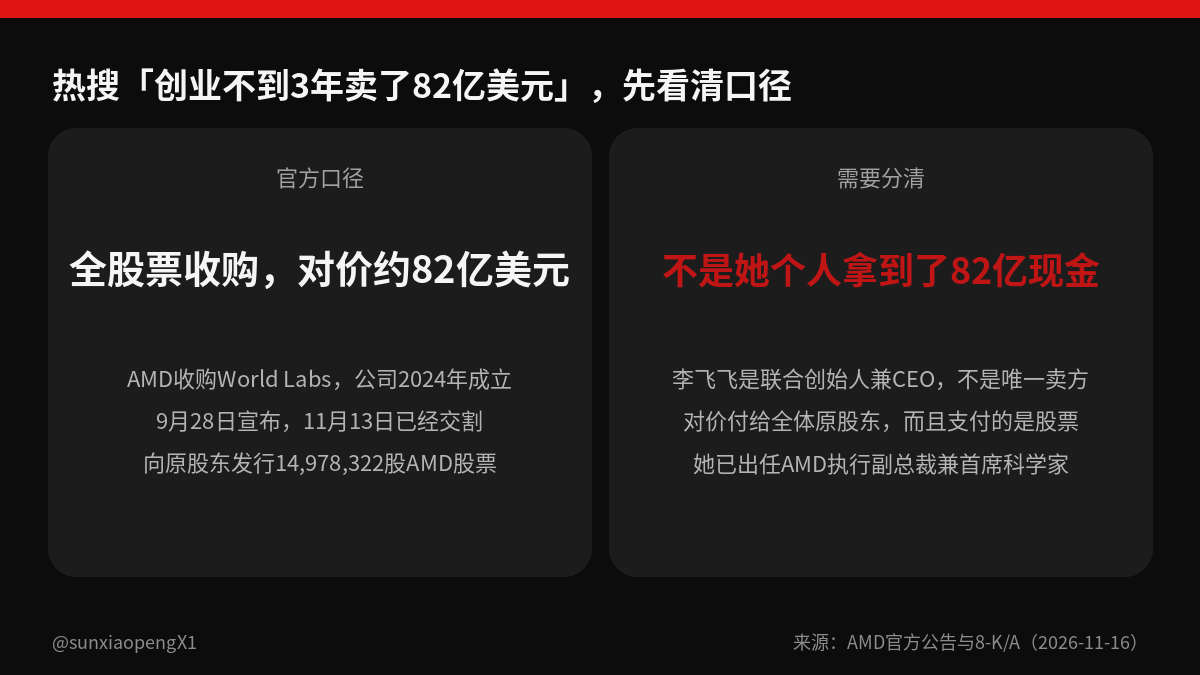 热搜「创业不到3年卖了82亿美元」，先看清口径
官方口径
全股票收购，对价约82亿美元
AMD收购World Labs，公司2024年成立
9月28日宣布，11月13日已经交割
向原股东发行14,978,322股AMD股票
需要分清
不是她个人拿到了82亿现金
李飞飞是联合创始人兼CEO，不是唯一卖方
对价付给全体原股东，而且支付的是股票
她已出任AMD执行副总裁兼首席科学家
@sunxiaopengX1
来源：AMD官方公告与8-K/A（2026-11-16）